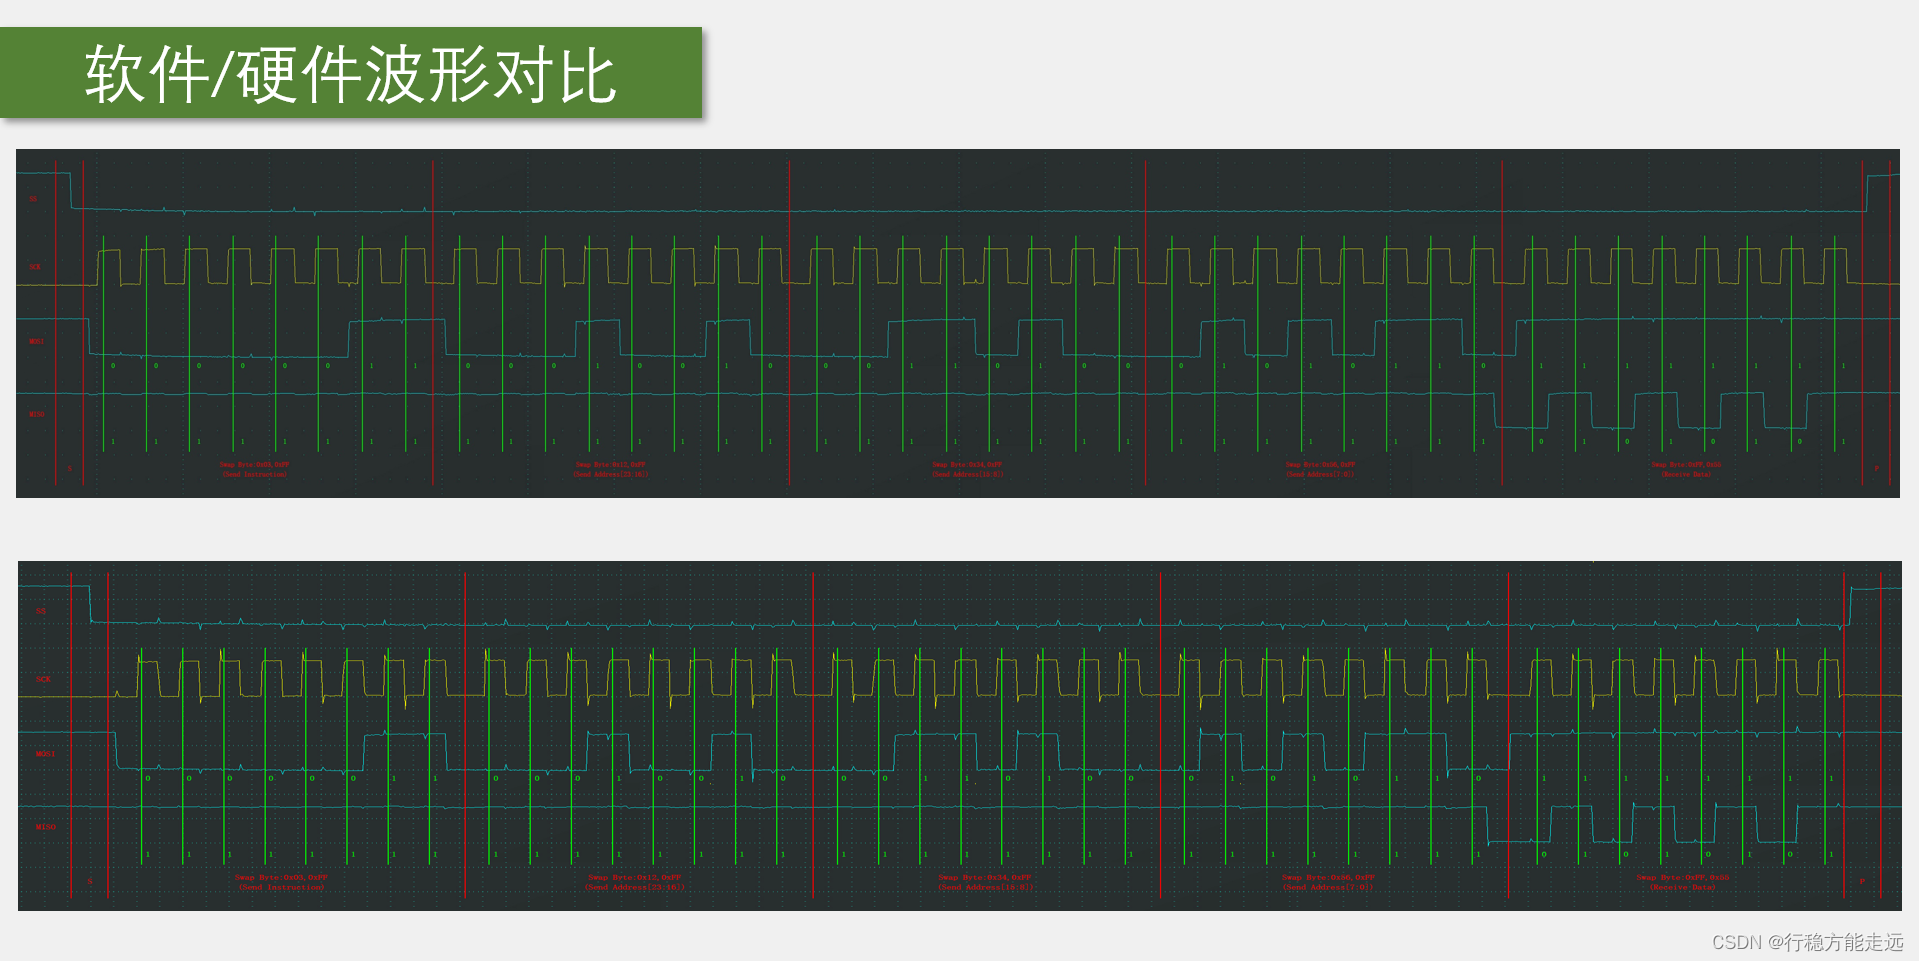 软件/硬件波形对比
SS
SCK
MOSI
0 0 0 0 0 0 1 1 0 0 0 1 0 0 1 0 0 0 1 1 0 1 0 0 0 1 0 1 0 1 1 0 1 1 1 1 1 1 1 1
MISO
1 1 1 1 1 1 1 1 1 1 1 1 1 1 1 1 1 1 1 1 1 1 1 1 1 1 1 1 1 1 1 1 0 1 0 1 0 1 0 1
Swap Byte:0x03,0xFF Swap Byte:0x12,0xFF Swap Byte:0x34,0xFF Swap Byte:0x56,0xFF Swap Byte:0xFF,0x55
S (Send Instruction) (Send Address[23:16]) (Send Address[15:8]) (Send Address[7:0]) (Receive Data) P
SS
SCK
MOSI
0 0 0 0 0 0 1 1 0 0 0 1 0 0 1 0 0 0 1 1 0 1 0 0 0 1 0 1 0 1 1 0 1 1 1 1 1 1 1 1
MISO
1 1 1 1 1 1 1 1 1 1 1 1 1 1 1 1 1 1 1 1 1 1 1 1 1 1 1 1 1 1 1 1 0 1 0 1 0 1 0 1
Swap Byte:0x03,0xFF Swap Byte:0x12,0xFF Swap Byte:0x34,0xFF Swap Byte:0x56,0xFF Swap Byte:0xFF,0x55
S (Send Instruction) (Send Address[23:16]) (Send Address[15:8]) (Send Address[7:0]) (Receive Data) P
CSDN @行稳方能走远